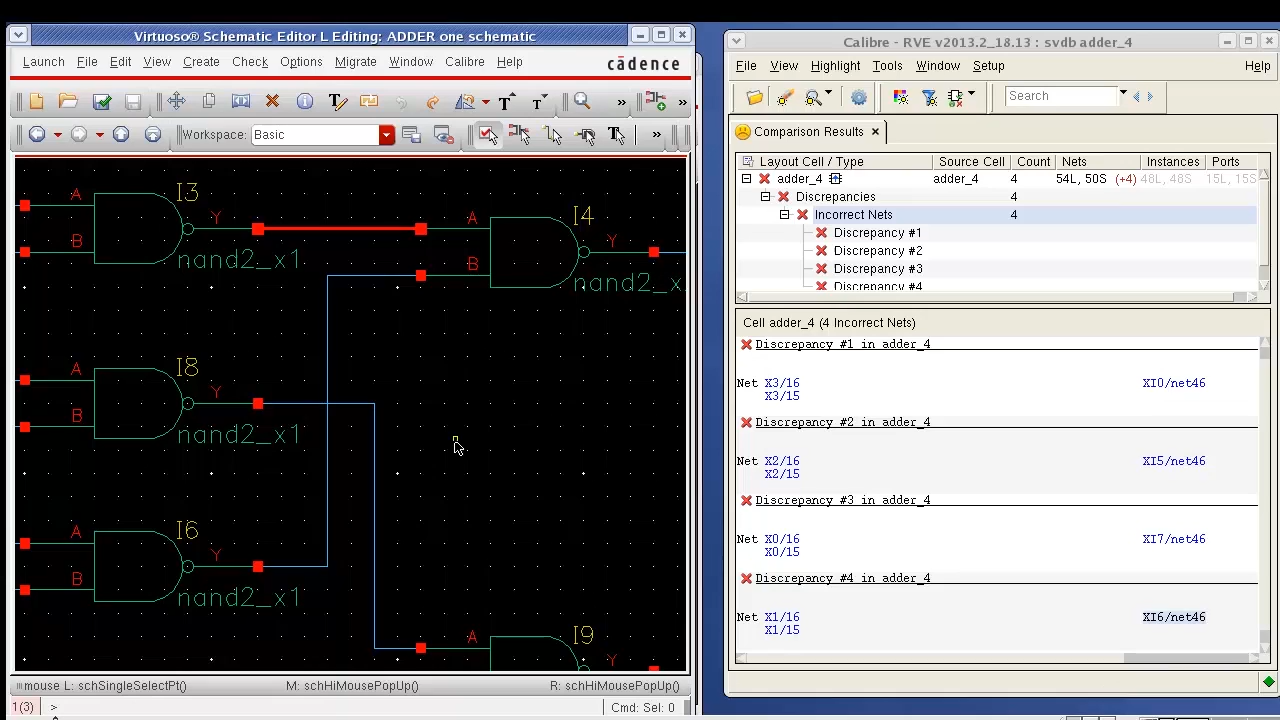 Virtuoso® Schematic Editor L Editing: ADDER one schematic
Launch File Edit View Create Check Options Migrate Window Calibre Help
cādence
T T
»
»
Workspace: Basic
T
»
I3
A
Y
B
nand2_x1
I4
A
Y
B
nand2_x
I8
A
Y
B
nand2_x1
I6
A
Y
B
nand2_x1
I9
A
Y
mouse L: schSingleSelectPt() M: schHiMousePopUp() R: schHiMousePopUp()
1(3) > Cmd: Sel: 0
Calibre - RVE v2013.2_18.13 : svdb adder_4
File View Highlight Tools Window Setup Help
Search
Comparison Results
Layout Cell / Type Source Cell Count Nets Instances Ports
adder_4 adder_4 4 54L, 50S (+4) 48L, 48S 15L, 15S
Discrepancies 4
Incorrect Nets 4
Discrepancy #1
Discrepancy #2
Discrepancy #3
Discrepancy #4
Cell adder_4 (4 Incorrect Nets)
Discrepancy #1 in adder_4
Net X3/16 XI0/net46
X3/15
Discrepancy #2 in adder_4
Net X2/16 XI5/net46
X2/15
Discrepancy #3 in adder_4
Net X0/16 XI7/net46
X0/15
Discrepancy #4 in adder_4
Net X1/16 XI6/net46
X1/15